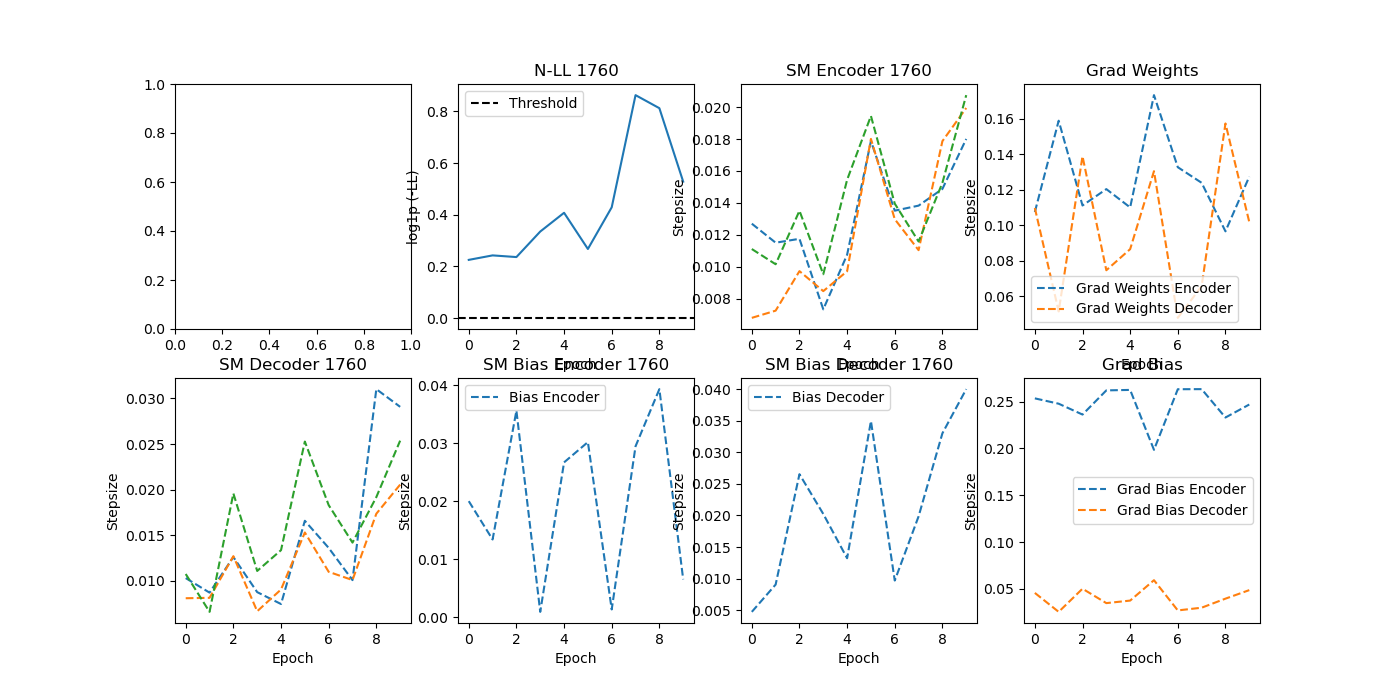 N-LL 1760
SM Encoder 1760
Grad Weights
1.0
0.8
0.6
0.4
0.2
0.0
0.0 0.2 0.4 0.6 0.8 1.0
log1p (-LL)
0.8
0.6
0.4
0.2
0.0
Threshold
0 2 4 6 8
Epoch
Stepsize
0.020
0.018
0.016
0.014
0.012
0.010
0.008
0 2 4 6 8
Epoch
Stepsize
0.16
0.14
0.12
0.10
0.08
0.06
Grad Weights Encoder
Grad Weights Decoder
0 2 4 6 8
Epoch
SM Decoder 1760
SM Bias Encoder 1760
SM Bias Decoder 1760
Grad Bias
Stepsize
0.030
0.025
0.020
0.015
0.010
0 2 4 6 8
Epoch
Stepsize
0.04
0.03
0.02
0.01
0.00
Bias Encoder
0 2 4 6 8
Epoch
Stepsize
0.040
0.035
0.030
0.025
0.020
0.015
0.010
0.005
Bias Decoder
0 2 4 6 8
Epoch
Stepsize
0.25
0.20
0.15
0.10
0.05
Grad Bias Encoder
Grad Bias Decoder
0 2 4 6 8
Epoch